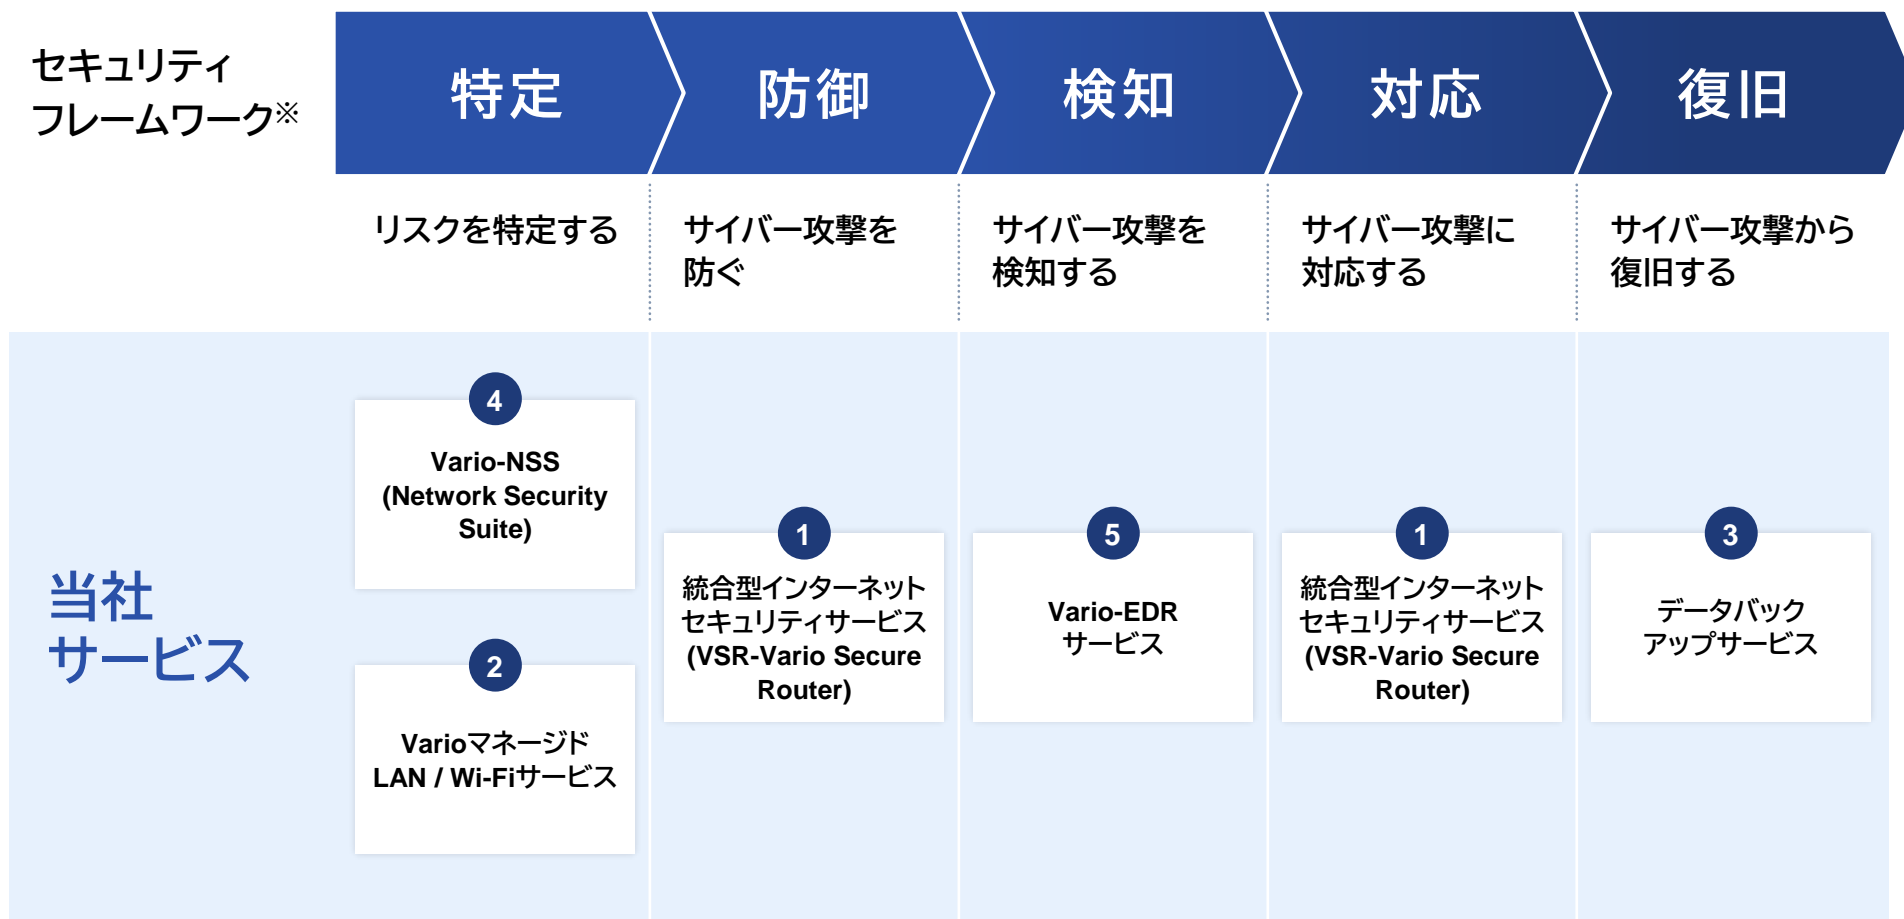 セキュリティ
フレームワーク※
特定
防御
検知
対応
復旧
リスクを特定する
サイバー攻撃を
防ぐ
サイバー攻撃を
検知する
サイバー攻撃に
対応する
サイバー攻撃から
復旧する
当社
サービス
4
Vario-NSS
(Network Security
Suite)
2
Varioマネージド
LAN / Wi-Fiサービス
1
統合型インターネット
セキュリティサービス
(VSR-Vario Secure
Router)
5
Vario-EDR
サービス
1
統合型インターネット
セキュリティサービス
(VSR-Vario Secure
Router)
3
データバック
アップサービス